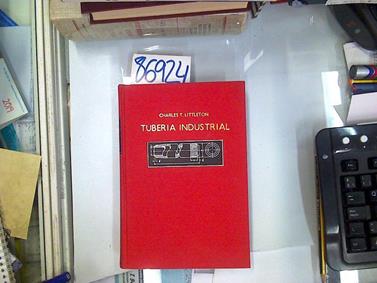 86924
CHARLES T. LITTLETON
TUBERIA INDUSTRIAL